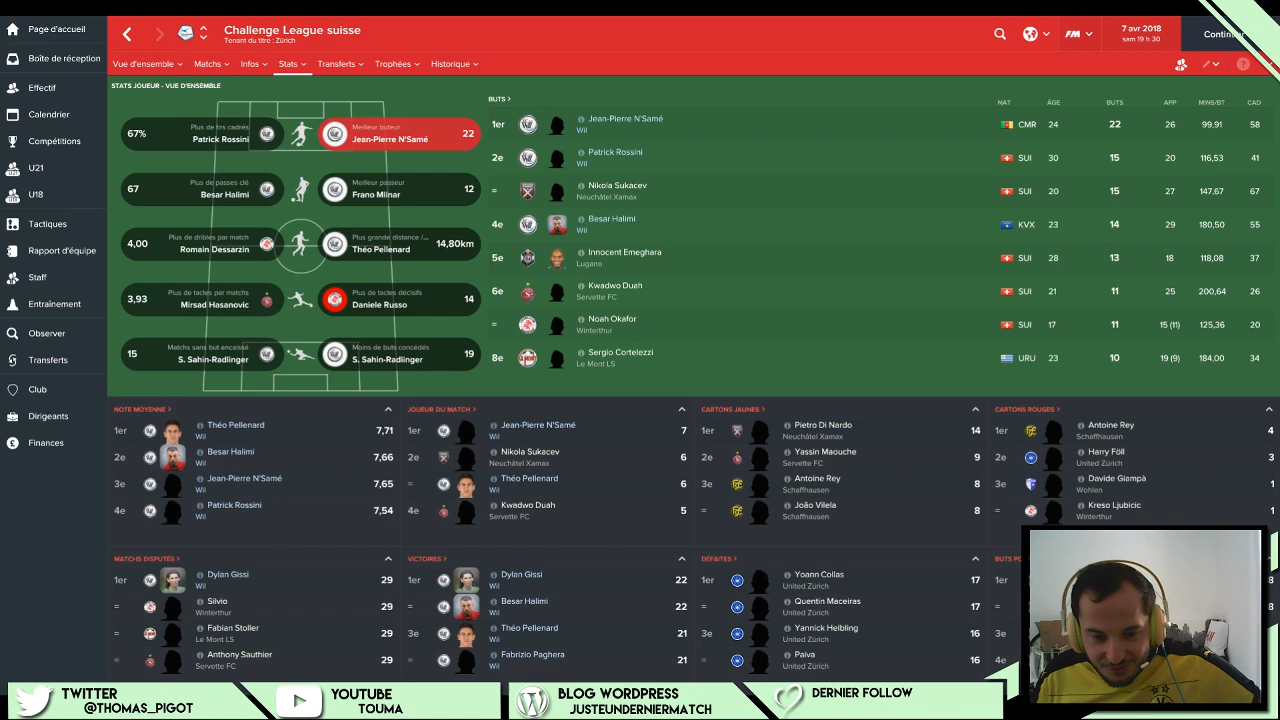 Page d'accueil
Boîte de réception
Effectif
Calendrier
Compétitions
U21
U18
Tactiques
Rapport d'équipe
Staff
Entraînement
Observer
Transferts
Club
Dirigeants
Finances
Challenge League suisse
Tenant du titre : Zürich
FM
7 avr 2018
sam 19 h 30
Vue d'ensemble
Matchs
Infos
Stats
Transferts
Trophées
Historique
STATS JOUEUR - VUE D'ENSEMBLE
67% Plus de tirs cadrés
Patrick Rossini
Meilleur buteur
Jean-Pierre N'Samé 22
67 Plus de passes clé
Besar Halimi
Meilleur passeur
Frano Mlinar 12
4,00 Plus de dribles par match
Romain Dessarzin
Plus grande distance /...
Théo Pellenard 14,80km
3,93 Plus de tacles par match
Mirsad Hasanovic
Plus de tacles décisifs
Daniele Russo 14
15 Matchs sans but encaissé
S. Sahin-Radlinger
Moins de buts concédés
S. Sahin-Radlinger 19
BUTS > NAT ÂGE BUTS APP MINS/BT CAD
1er Jean-Pierre N'Samé CMR 24 22 26 99,91 58
Wil
2e Patrick Rossini SUI 30 15 20 116,53 41
Wil
= Nikola Sukacev SUI 20 15 27 147,67 67
Neuchâtel Xamax
4e Besar Halimi KVX 23 14 29 180,50 55
Wil
5e Innocent Emeghara SUI 28 13 18 118,08 37
Lugano
6e Kwadwo Duah SUI 21 11 25 200,64 26
Servette FC
= Noah Okafor SUI 17 11 15 (11) 125,36 20
Winterthur
8e Sergio Cortelezzi URU 23 10 19 (9) 184,00 34
Le Mont LS
NOTE MOYENNE >
1er Théo Pellenard 7,71
Wil
2e Besar Halimi 7,66
Wil
3e Jean-Pierre N'Samé 7,65
Wil
4e Patrick Rossini 7,54
Wil
JOUEUR DU MATCH >
1er Jean-Pierre N'Samé 7
Wil
2e Nikola Sukacev 6
Neuchâtel Xamax
= Théo Pellenard 6
Wil
4e Kwadwo Duah 5
Servette FC
CARTONS JAUNES >
1er Pietro Di Nardo 14
Neuchâtel Xamax
2e Yassin Maouche 9
Servette FC
3e Antoine Rey 8
Schaffhausen
= João Vilela 8
Schaffhausen
CARTONS ROUGES >
1er Antoine Rey 4
Schaffhausen
2e Harry Föll 3
United Zürich
3e Davide Giampà 1
Wohlen
= Kreso Ljubicic 1
Winterthur
MATCHS DISPUTÉS >
1er Dylan Gissi 29
Wil
= Silvio 29
Winterthur
= Fabian Stoller 29
Le Mont LS
= Anthony Sauthier 29
Servette FC
VICTOIRES >
1er Dylan Gissi 22
Wil
= Besar Halimi 22
Wil
3e Théo Pellenard 21
Wil
= Fabrizio Paghera 21
Wil
DÉFAITES >
1er Yoann Collas 17
United Zürich
= Quentin Maceiras 17
United Zürich
3e Yannick Helbling 16
United Zürich
= Paiva 16
United Zürich
1er
=
3e
4e
TWITTER
@THOMAS_PIGOT
YOUTUBE
TOUMA
BLOG WORDPRESS
JUSTEUNDERNIERMATCH
DERNIER FOLLOW